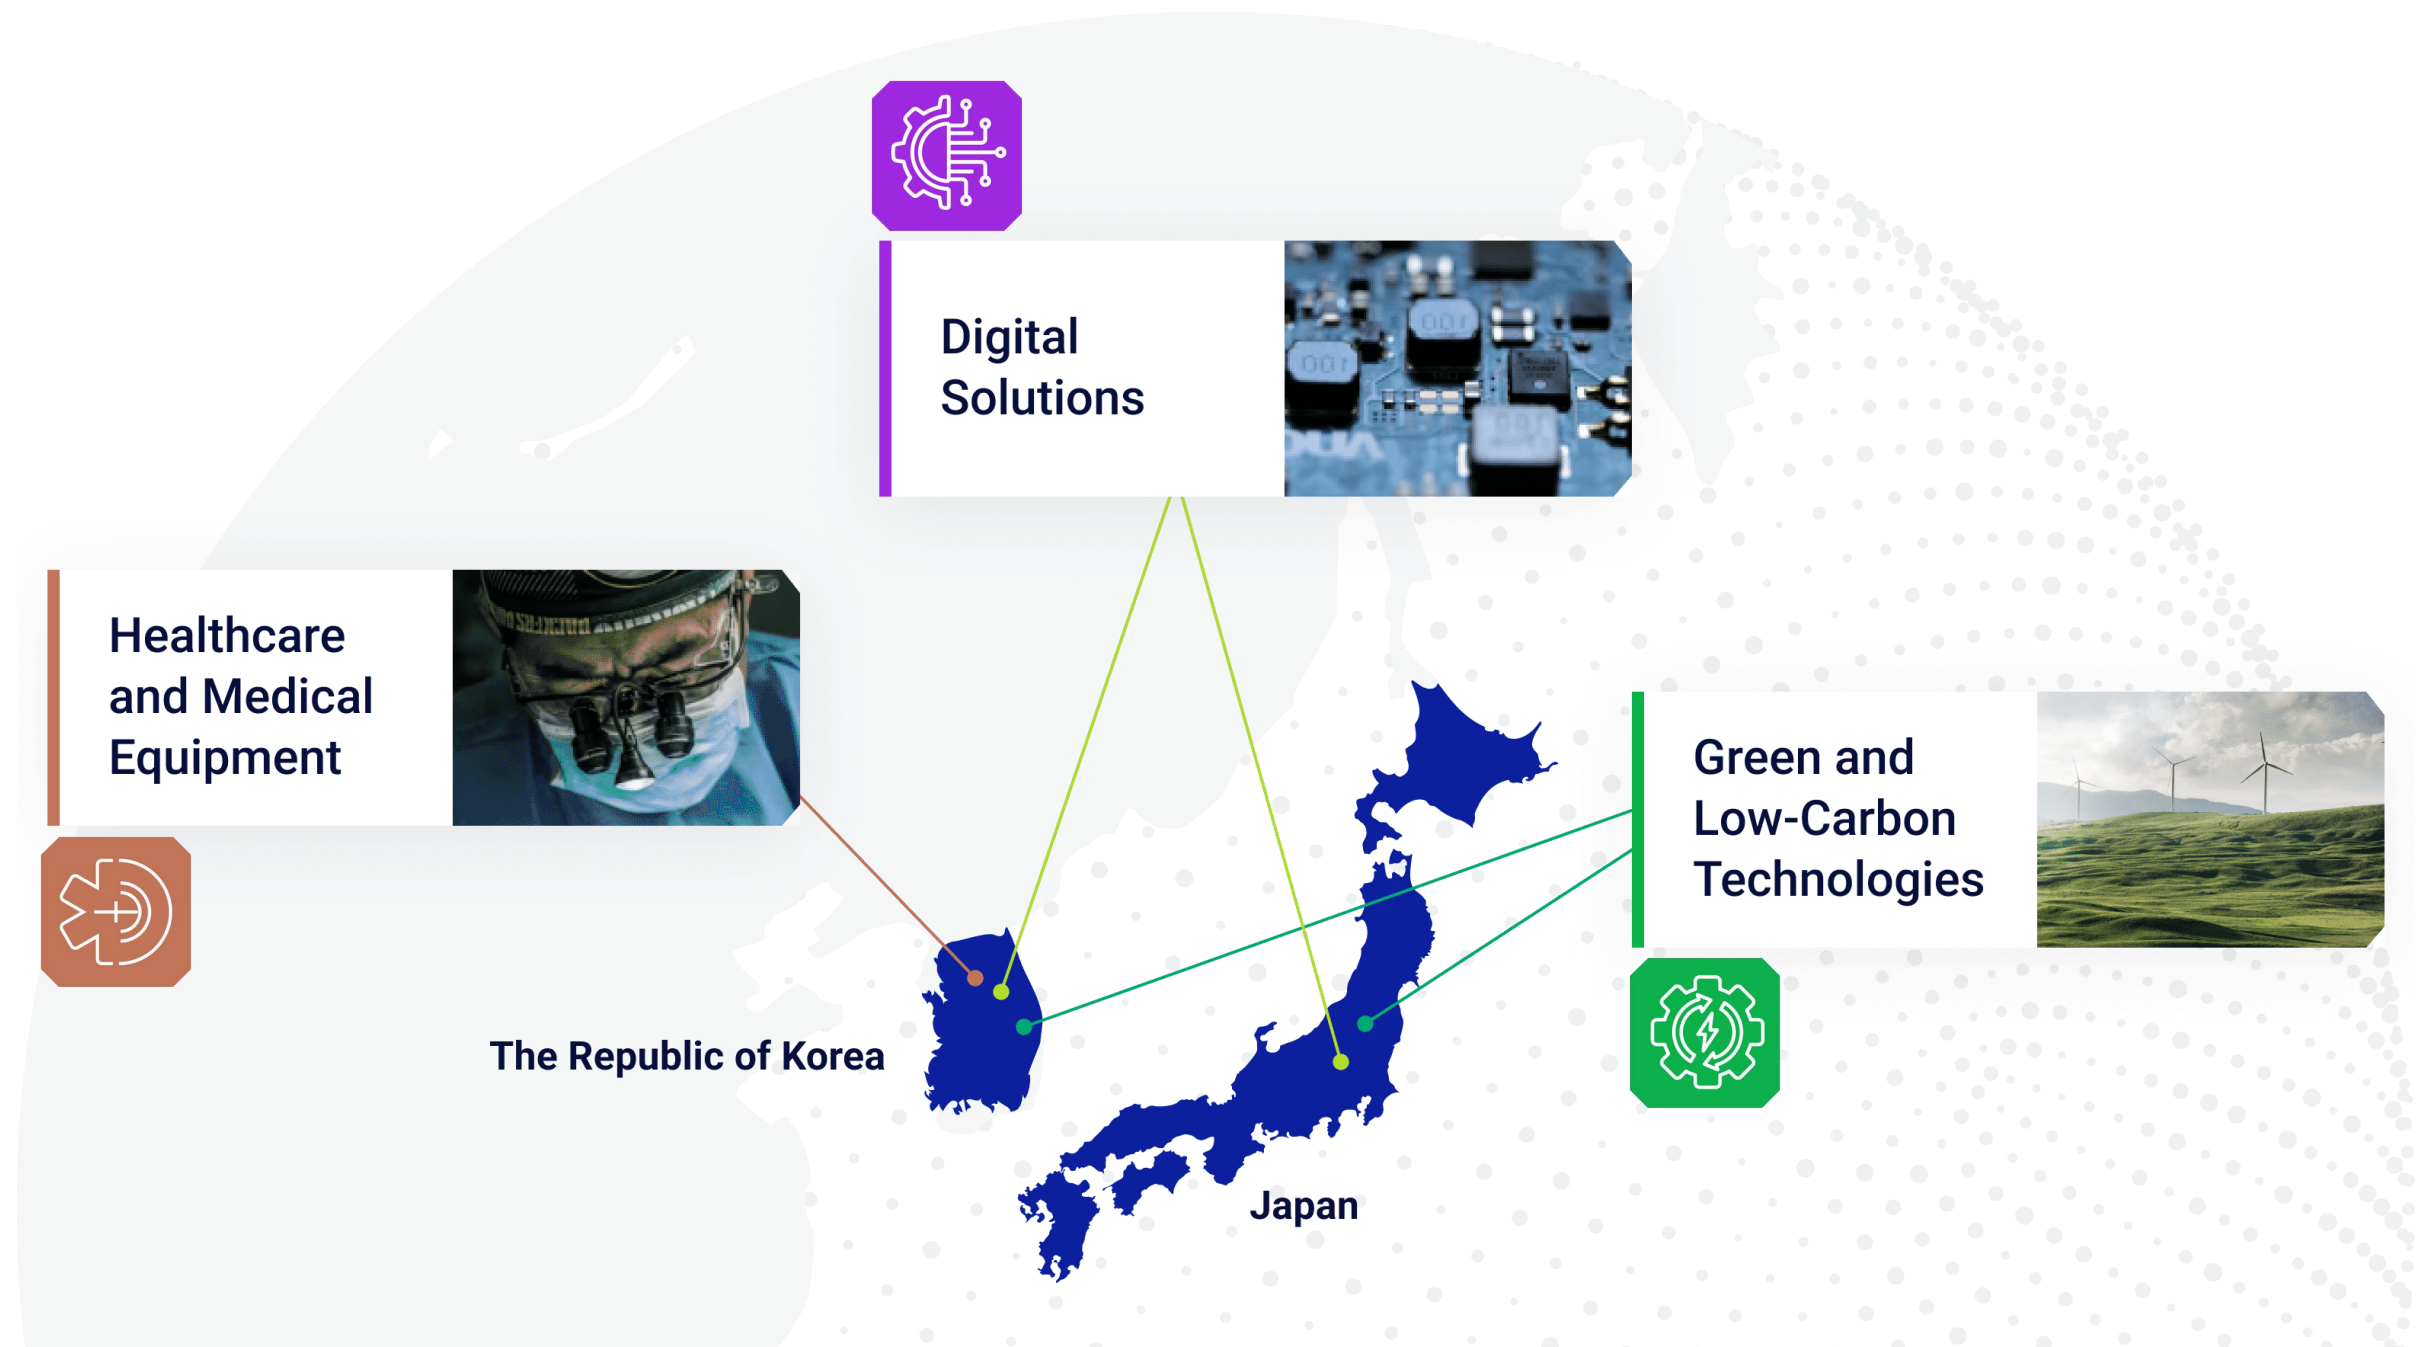 Digital
Solutions
Healthcare
and Medical
Equipment
Green and
Low-Carbon
Technologies
The Republic of Korea
Japan